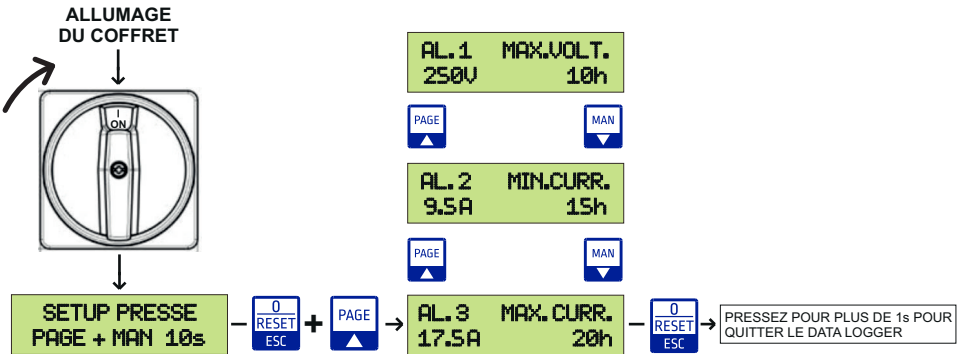 ALLUMAGE
DU COFFRET
I
ON
AL.1 MAX.VOLT.
250V 10h
PAGE
MAN
AL.2 MIN.CURR.
9.5A 15h
PAGE
MAN
SETUP PRESSE
PAGE + MAN 10s
0
RESET
ESC
+
PAGE
AL.3 MAX.CURR.
17.5A 20h
0
RESET
ESC
PRESSEZ POUR PLUS DE 1s POUR
QUITTER LE DATA LOGGER